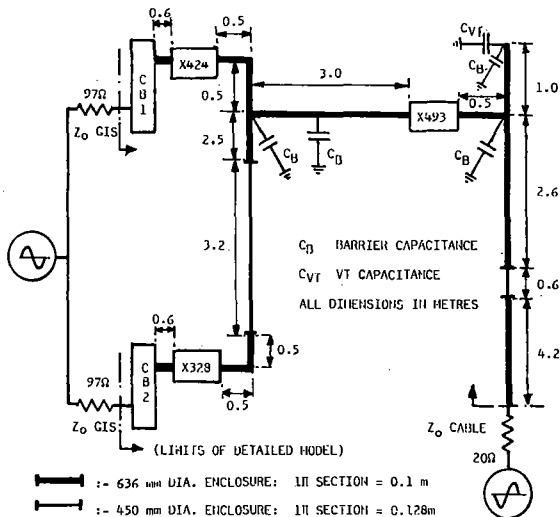 0.6
0.5
97Ω
Z₀ GIS
CB1
X424
0.5
2.5
3.0
X493
0.5
C_VT
C_B
1.0
C_B
C_B
C_B
2.6
3.2
C_B BARRIER CAPACITANCE
C_VT VT CAPACITANCE
ALL DIMENSIONS IN METRES
0.6
0.6
4.2
97Ω
Z₀ GIS
CB2
X328
0.5
0.5
(LIMITS OF DETAILED MODEL)
Z₀ CABLE
20Ω
:- 636 mm DIA. ENCLOSURE: 1Π SECTION = 0.1 m
:- 450 mm DIA. ENCLOSURE: 1Π SECTION = 0.128m